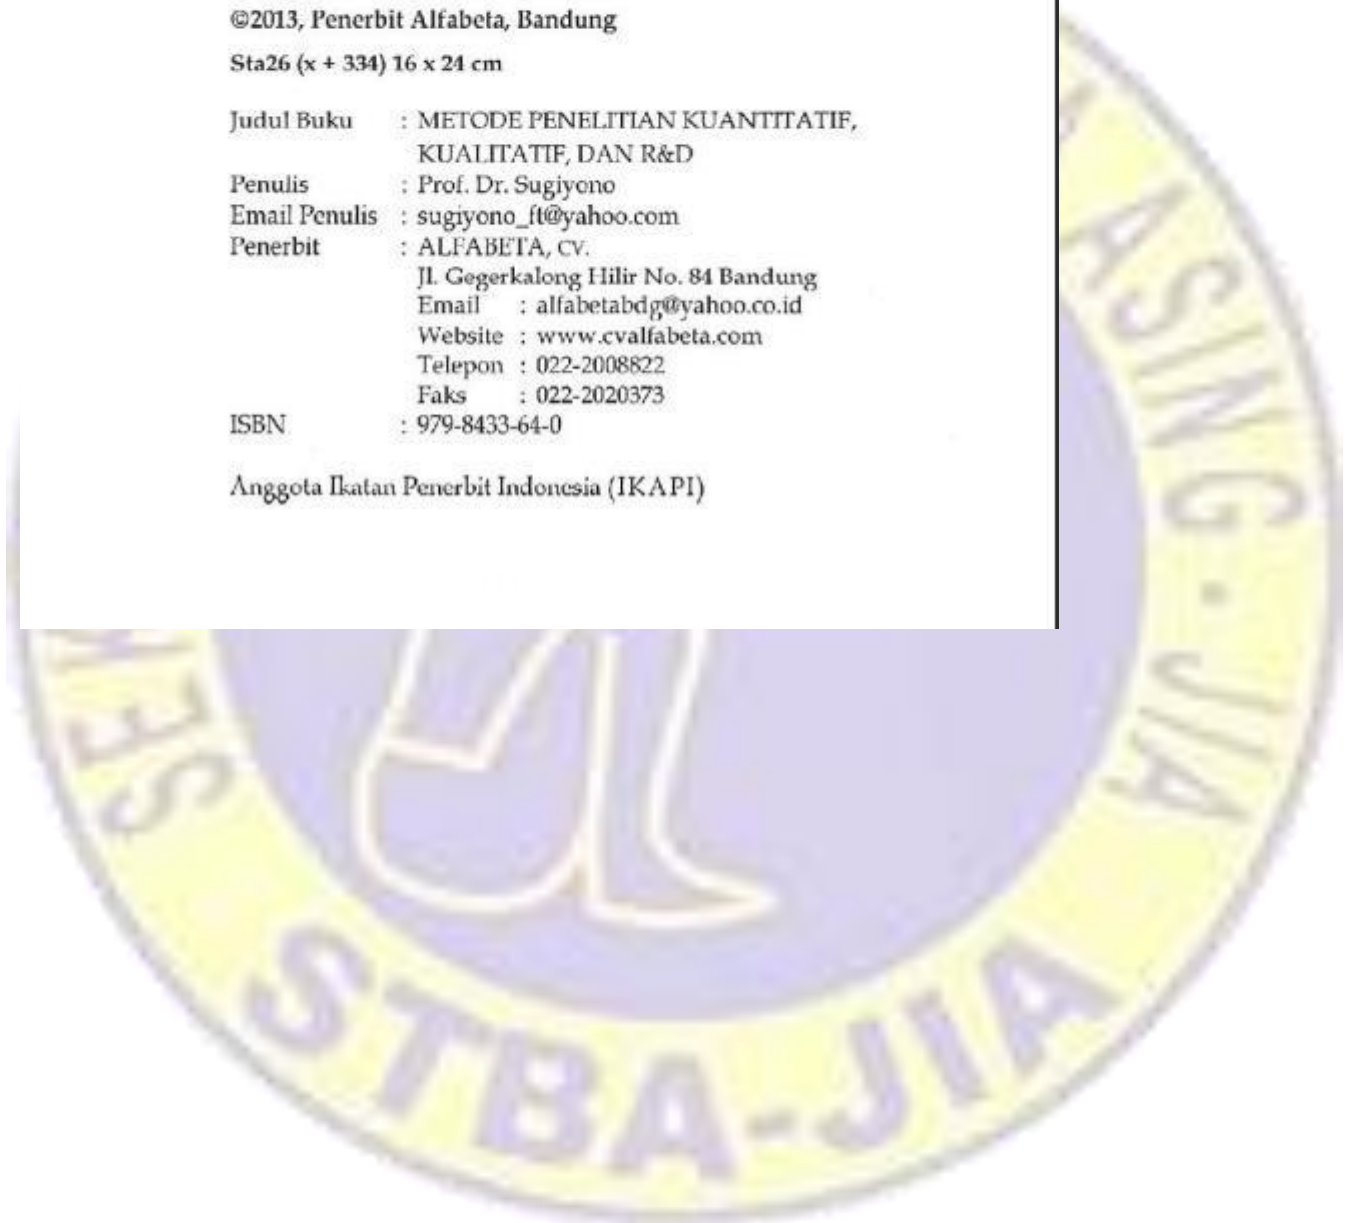 ©2013, Penerbit Alfabeta, Bandung
Sta26 (x + 334) 16 x 24 cm
Judul Buku : METODE PENELITIAN KUANTITATIF,
KUALITATIF, DAN R&D
Penulis : Prof. Dr. Sugiyono
Email Penulis : sugiyono_ft@yahoo.com
Penerbit : ALFABETA, CV.
Jl. Gegerkalong Hilir No. 84 Bandung
Email : alfabetabdg@yahoo.co.id
Website : www.cvalfabeta.com
Telepon : 022-2008822
Faks : 022-2020373
ISBN : 979-8433-64-0
Anggota Ikatan Penerbit Indonesia (IKAPI)
ASING · JIA
STBA-JIA